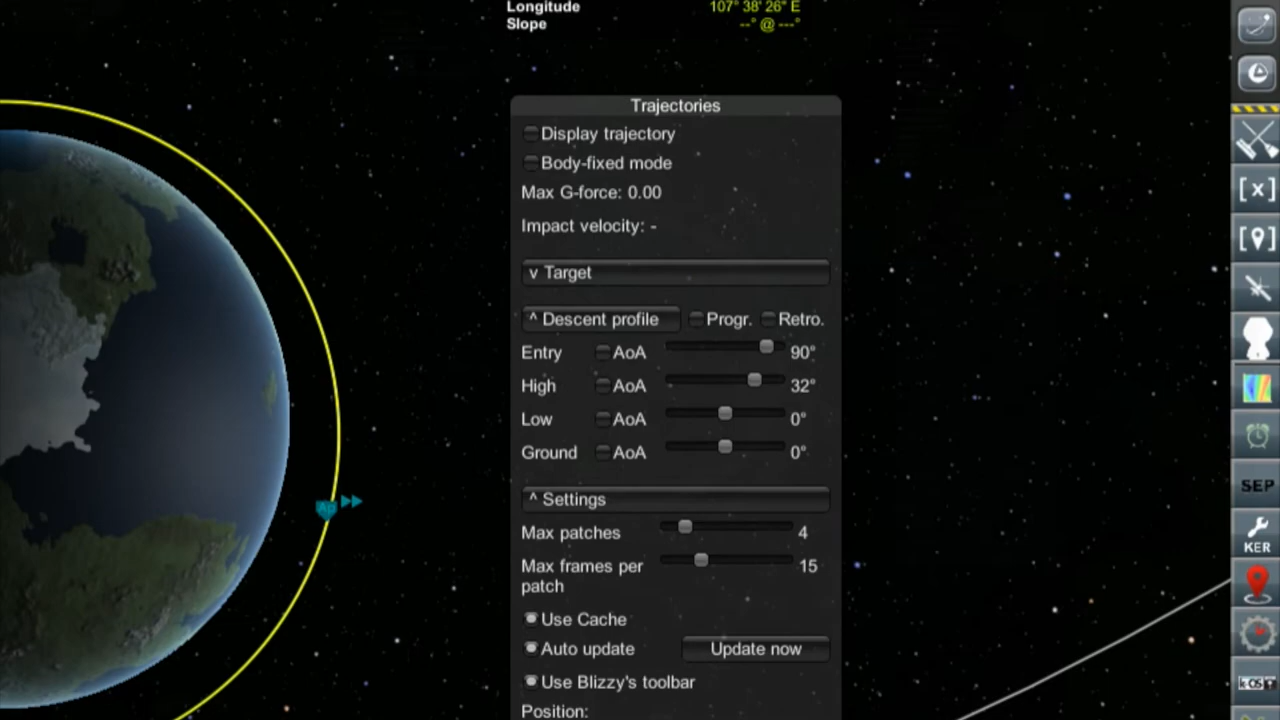 Longitude 107° 38' 26" E
Slope --° @ ---°
Trajectories
Display trajectory
Body-fixed mode
Max G-force: 0.00
Impact velocity: -
v Target
^ Descent profile Progr. Retro.
Entry AoA 90°
High AoA 32°
Low AoA 0°
Ground AoA 0°
^ Settings
Max patches 4
Max frames per patch 15
Use Cache
Auto update Update now
Use Blizzy's toolbar
Position:
Ap
[x]
SEP
KER
kOS